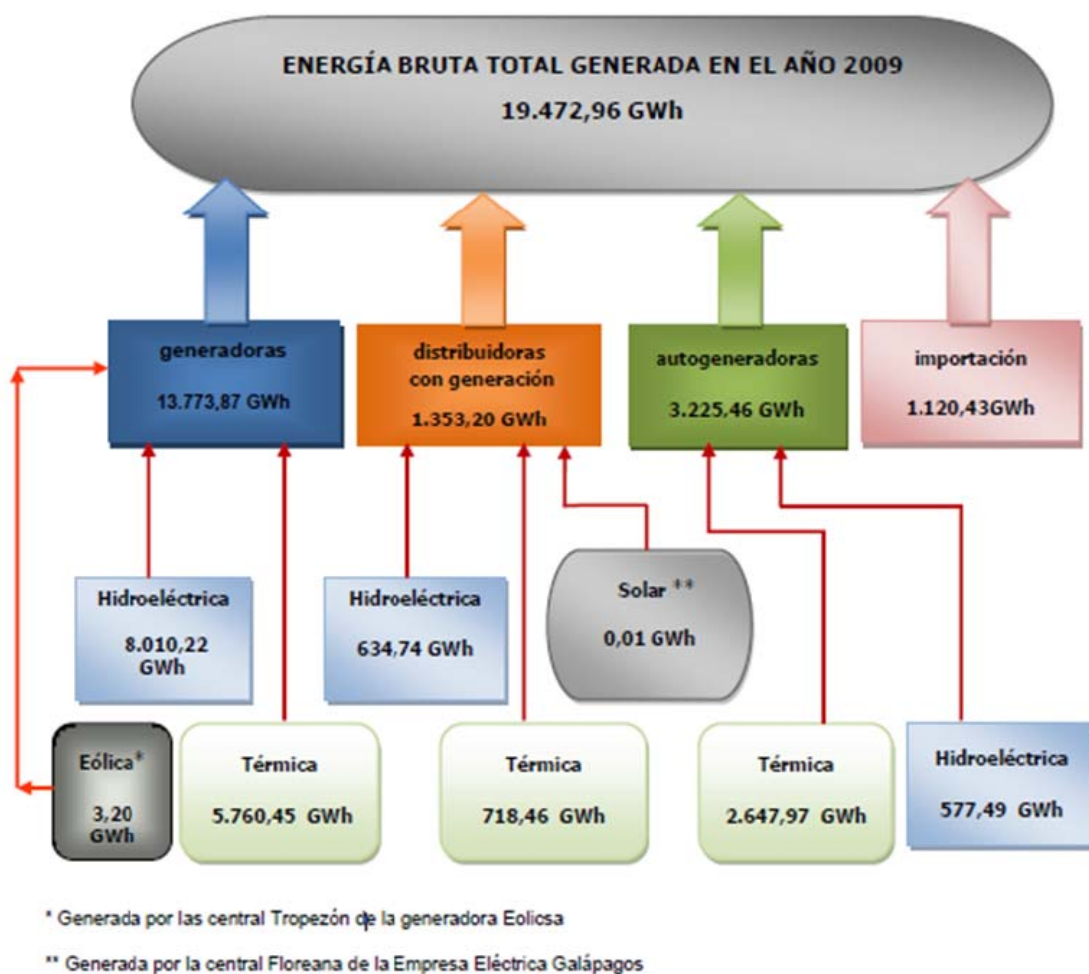 ENERGÍA BRUTA TOTAL GENERADA EN EL AÑO 2009
19.472,96 GWh
generadoras
13.773,87 GWh
distribuidoras
con generación
1.353,20 GWh
autogeneradoras
3.225,46 GWh
importación
1.120,43GWh
Hidroeléctrica
8.010,22
GWh
Hidroeléctrica
634,74 GWh
Solar **
0,01 GWh
Eólica*
3,20
GWh
Térmica
5.760,45 GWh
Térmica
718,46 GWh
Térmica
2.647,97 GWh
Hidroeléctrica
577,49 GWh
* Generada por las central Tropezón de la generadora Eolicsa
** Generada por la central Floreana de la Empresa Eléctrica Galápagos